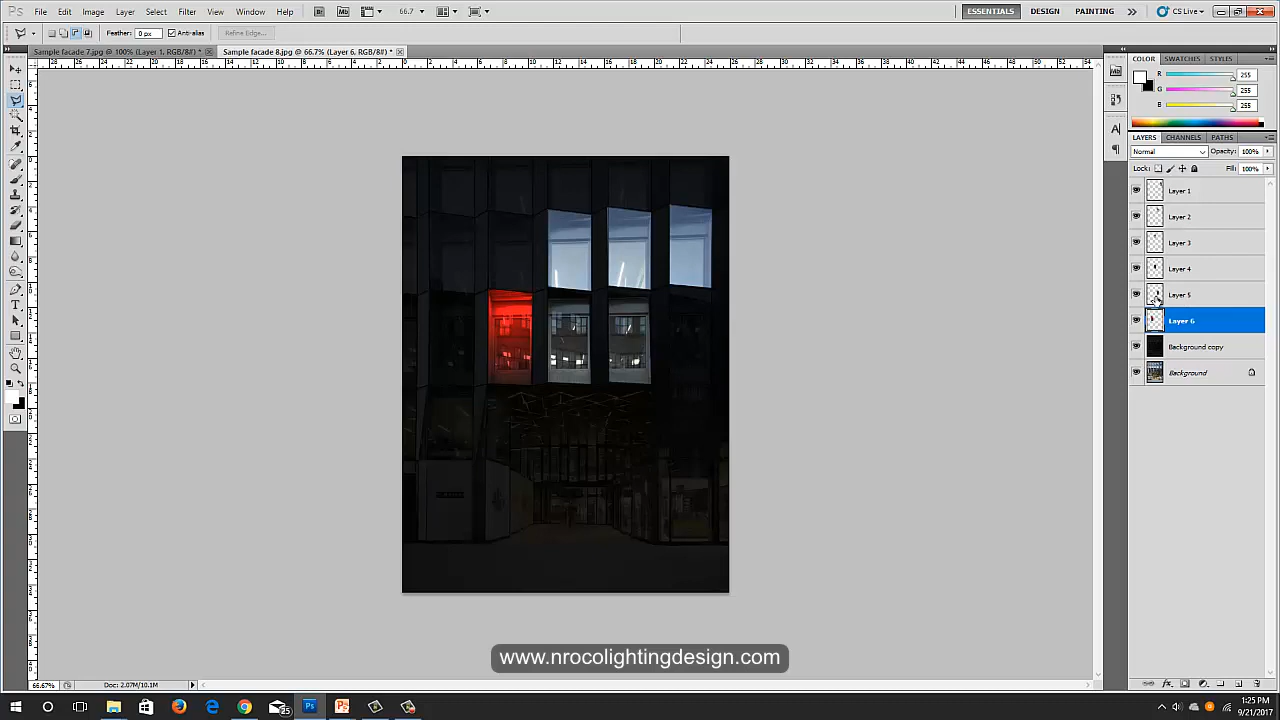 File Edit Image Layer Select Filter View Window Help 66.7 ESSENTIALS DESIGN PAINTING CS Live
Feather: 0 px Anti-alias Refine Edge...
Sample facade 7.jpg @ 100% (Layer 1, RGB/8#) * Sample facade 8.jpg @ 66.7% (Layer 6, RGB/8#) *
COLOR SWATCHES STYLES
R 255
G 255
B 255
LAYERS CHANNELS PATHS
Normal Opacity: 100%
Lock: Fill: 100%
Layer 1
Layer 2
Layer 3
Layer 4
Layer 5
Layer 6
Background copy
Background
www.nrocolightingdesign.com
66.67% Doc: 2.07M/10.1M
25
1:25 PM
9/21/2017